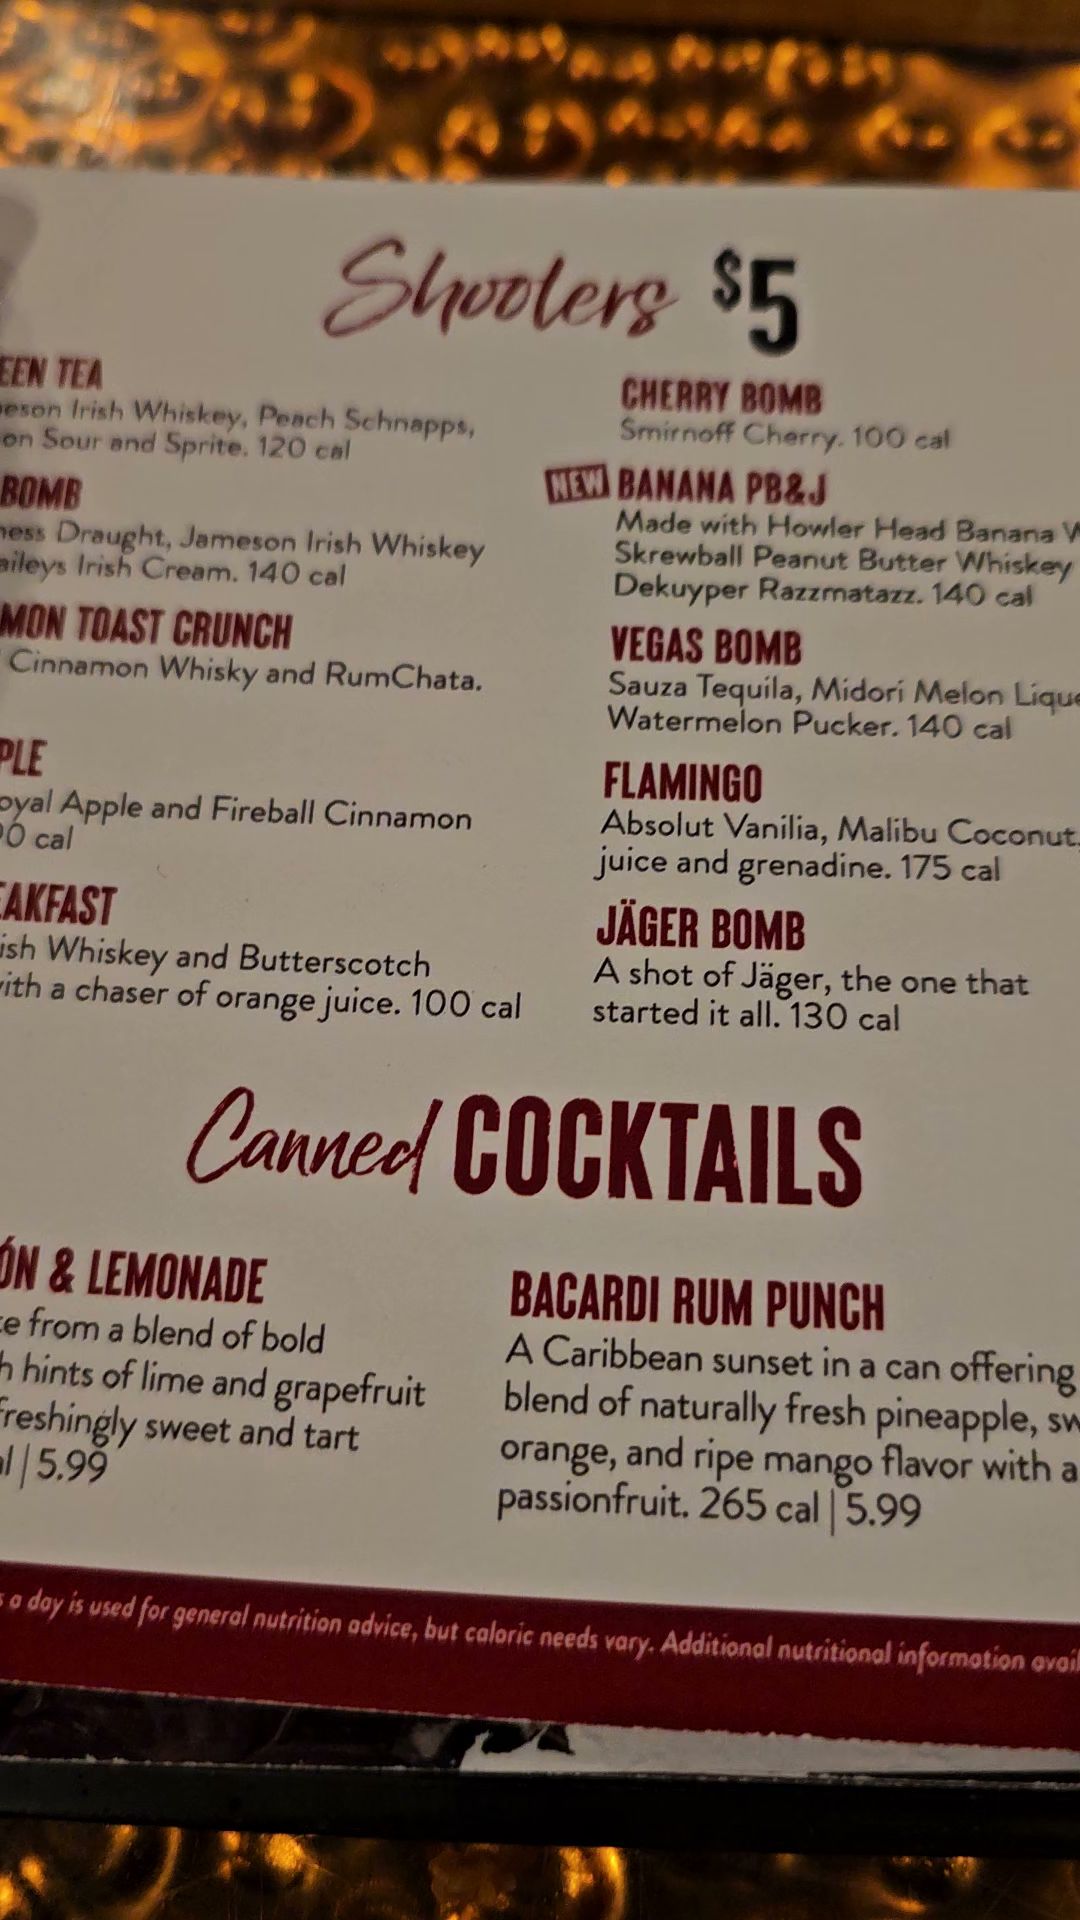 Shooters $5
EEN TEA
eson Irish Whiskey, Peach Schnapps,
on Sour and Sprite. 120 cal
BOMB
ness Draught, Jameson Irish Whiskey
aileys Irish Cream. 140 cal
MON TOAST CRUNCH
Cinnamon Whisky and RumChata.
PLE
oyal Apple and Fireball Cinnamon
0 cal
EAKFAST
ish Whiskey and Butterscotch
with a chaser of orange juice. 100 cal
CHERRY BOMB
Smirnoff Cherry. 100 cal
NEW BANANA PB&J
Made with Howler Head Banana W
Skrewball Peanut Butter Whiskey
Dekuyper Razzmatazz. 140 cal
VEGAS BOMB
Sauza Tequila, Midori Melon Lique
Watermelon Pucker. 140 cal
FLAMINGO
Absolut Vanilia, Malibu Coconut,
juice and grenadine. 175 cal
JÄGER BOMB
A shot of Jäger, the one that
started it all. 130 cal
Canned COCKTAILS
ÓN & LEMONADE
e from a blend of bold
h hints of lime and grapefruit
freshingly sweet and tart
al | 5.99
BACARDI RUM PUNCH
A Caribbean sunset in a can offering
blend of naturally fresh pineapple, sw
orange, and ripe mango flavor with a
passionfruit. 265 cal | 5.99
s a day is used for general nutrition advice, but caloric needs vary. Additional nutritional information avail